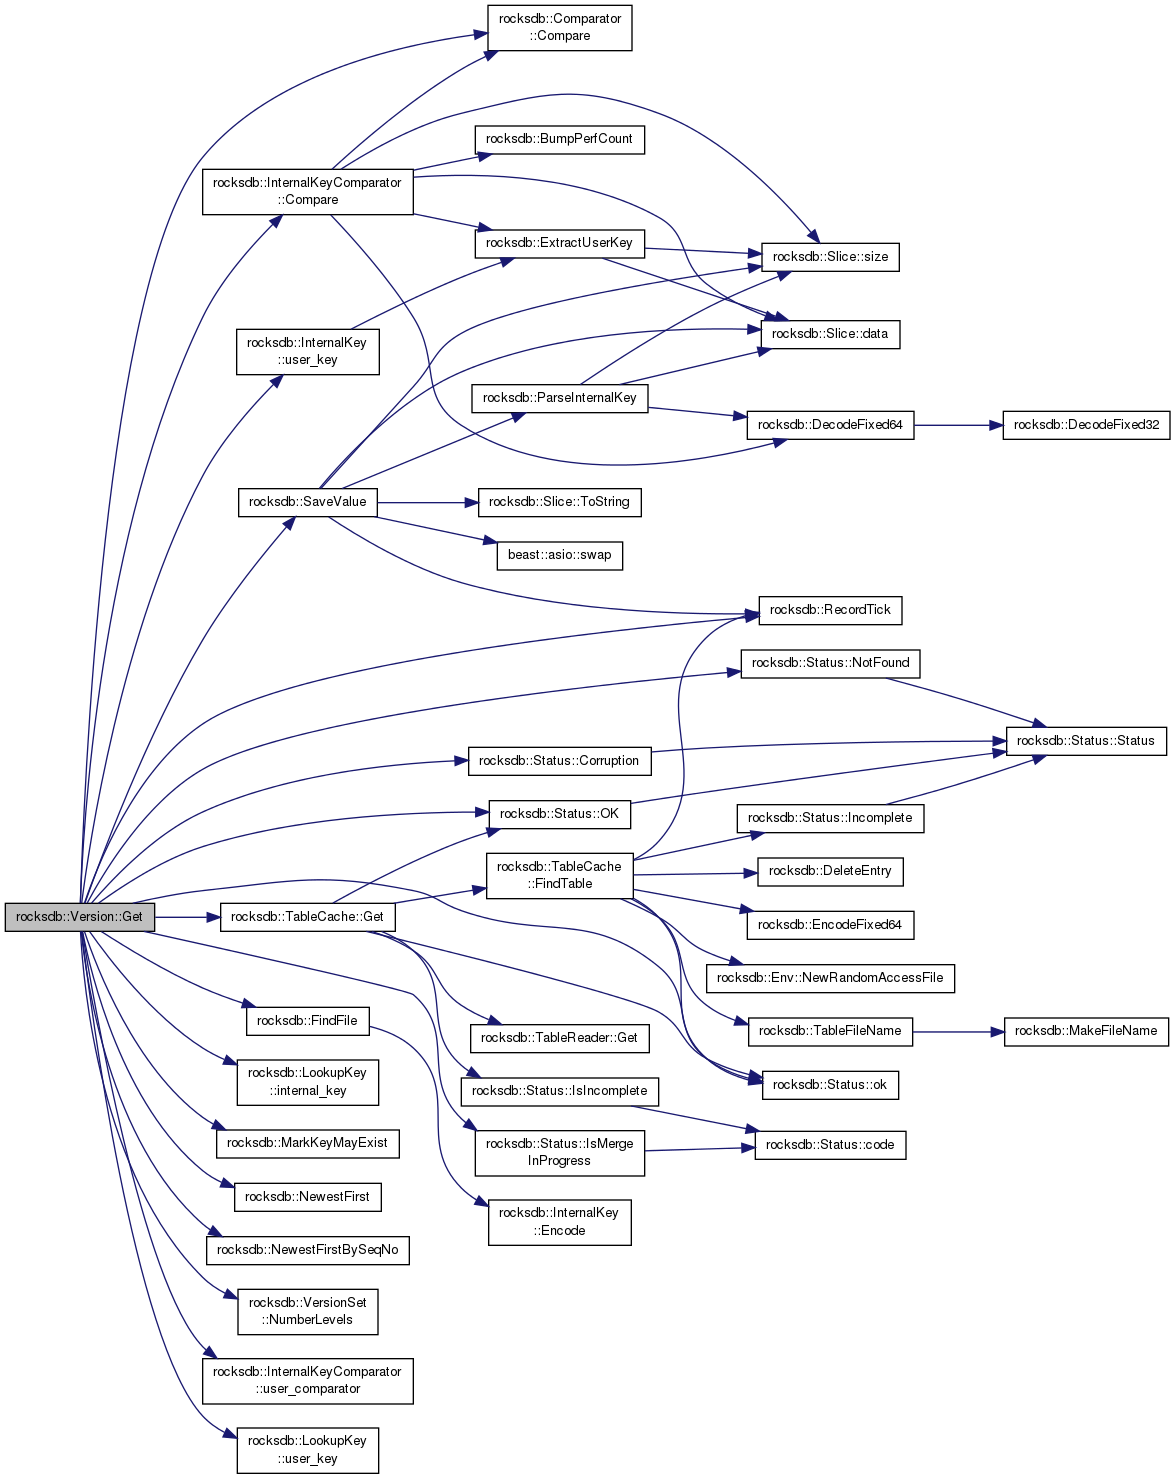 rocksdb::Comparator
::Compare
rocksdb::BumpPerfCount
rocksdb::InternalKeyComparator
::Compare
rocksdb::ExtractUserKey
rocksdb::Slice::size
rocksdb::Slice::data
rocksdb::InternalKey
::user_key
rocksdb::ParseInternalKey
rocksdb::DecodeFixed64
rocksdb::DecodeFixed32
rocksdb::SaveValue
rocksdb::Slice::ToString
beast::asio::swap
rocksdb::RecordTick
rocksdb::Status::NotFound
rocksdb::Status::Status
rocksdb::Status::Corruption
rocksdb::Status::OK
rocksdb::Status::Incomplete
rocksdb::TableCache
::FindTable
rocksdb::DeleteEntry
rocksdb::Version::Get
rocksdb::TableCache::Get
rocksdb::EncodeFixed64
rocksdb::Env::NewRandomAccessFile
rocksdb::FindFile
rocksdb::TableReader::Get
rocksdb::TableFileName
rocksdb::MakeFileName
rocksdb::LookupKey
::internal_key
rocksdb::Status::IsIncomplete
rocksdb::Status::ok
rocksdb::MarkKeyMayExist
rocksdb::Status::IsMerge
InProgress
rocksdb::Status::code
rocksdb::NewestFirst
rocksdb::InternalKey
::Encode
rocksdb::NewestFirstBySeqNo
rocksdb::VersionSet
::NumberLevels
rocksdb::InternalKeyComparator
::user_comparator
rocksdb::LookupKey
::user_key